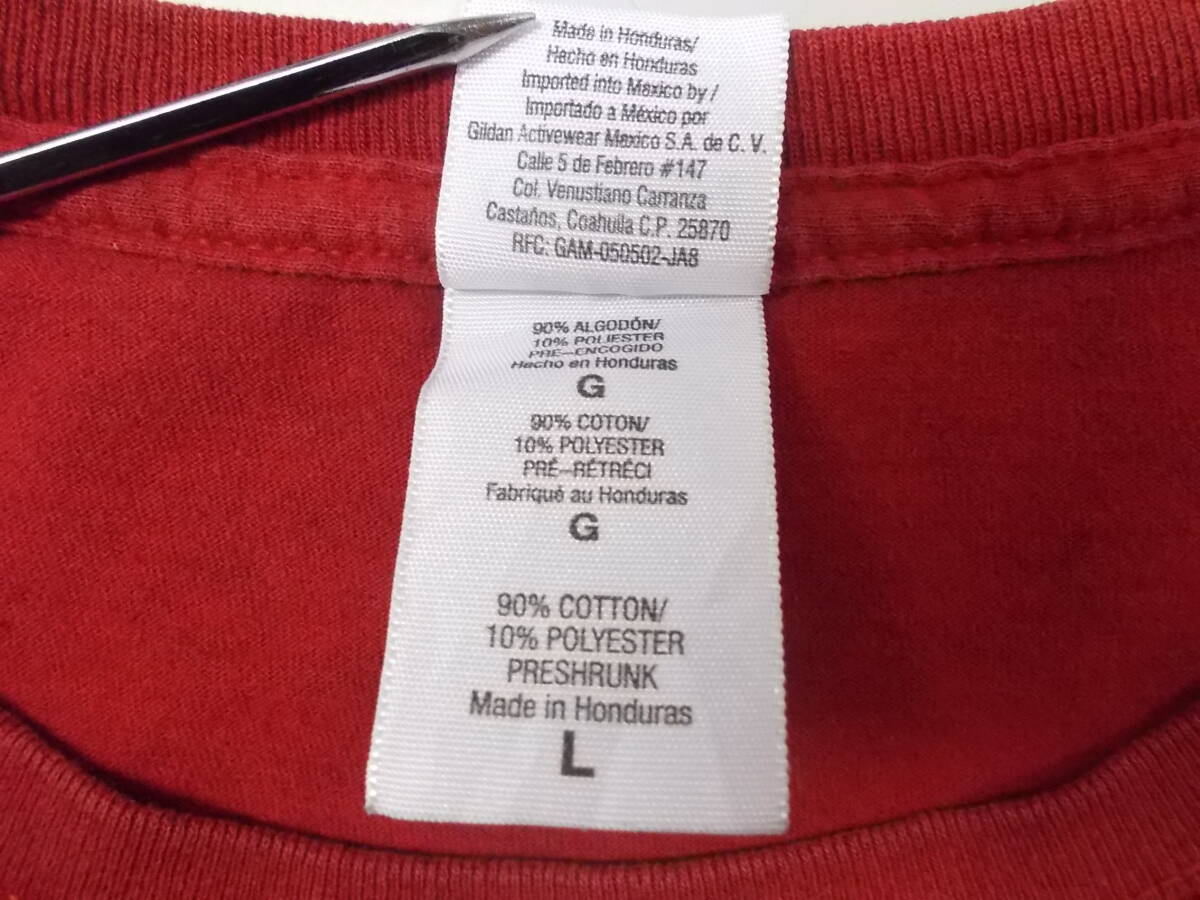 Made in Honduras/
Hecho en Honduras
Imported into Mexico by /
Importado a México por
Gildan Activewear Mexico S.A. de C. V.
Calle 5 de Febrero #147
Col. Venustiano Carranza
Castaños, Coahuila C.P. 25870
RFC: GAM-050502-JA8
90% ALGODÓN/
10% POLIESTER
PRE-ENCOGIDO
Hecho en Honduras
G
90% COTON/
10% POLYESTER
PRÉ-RÉTRÉCI
Fabriqué au Honduras
G
90% COTTON/
10% POLYESTER
PRESHRUNK
Made in Honduras
L